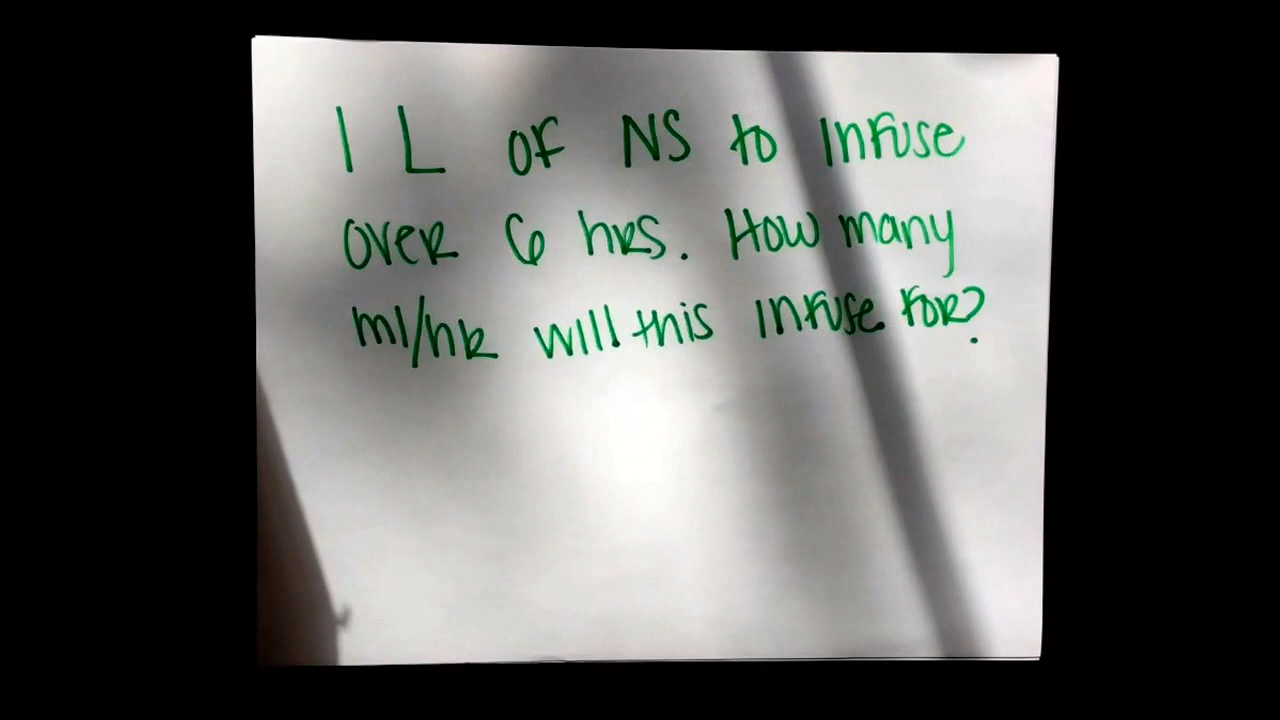 1 L of NS to infuse
over 6 hrs. How many
ml/hr will this infuse for?